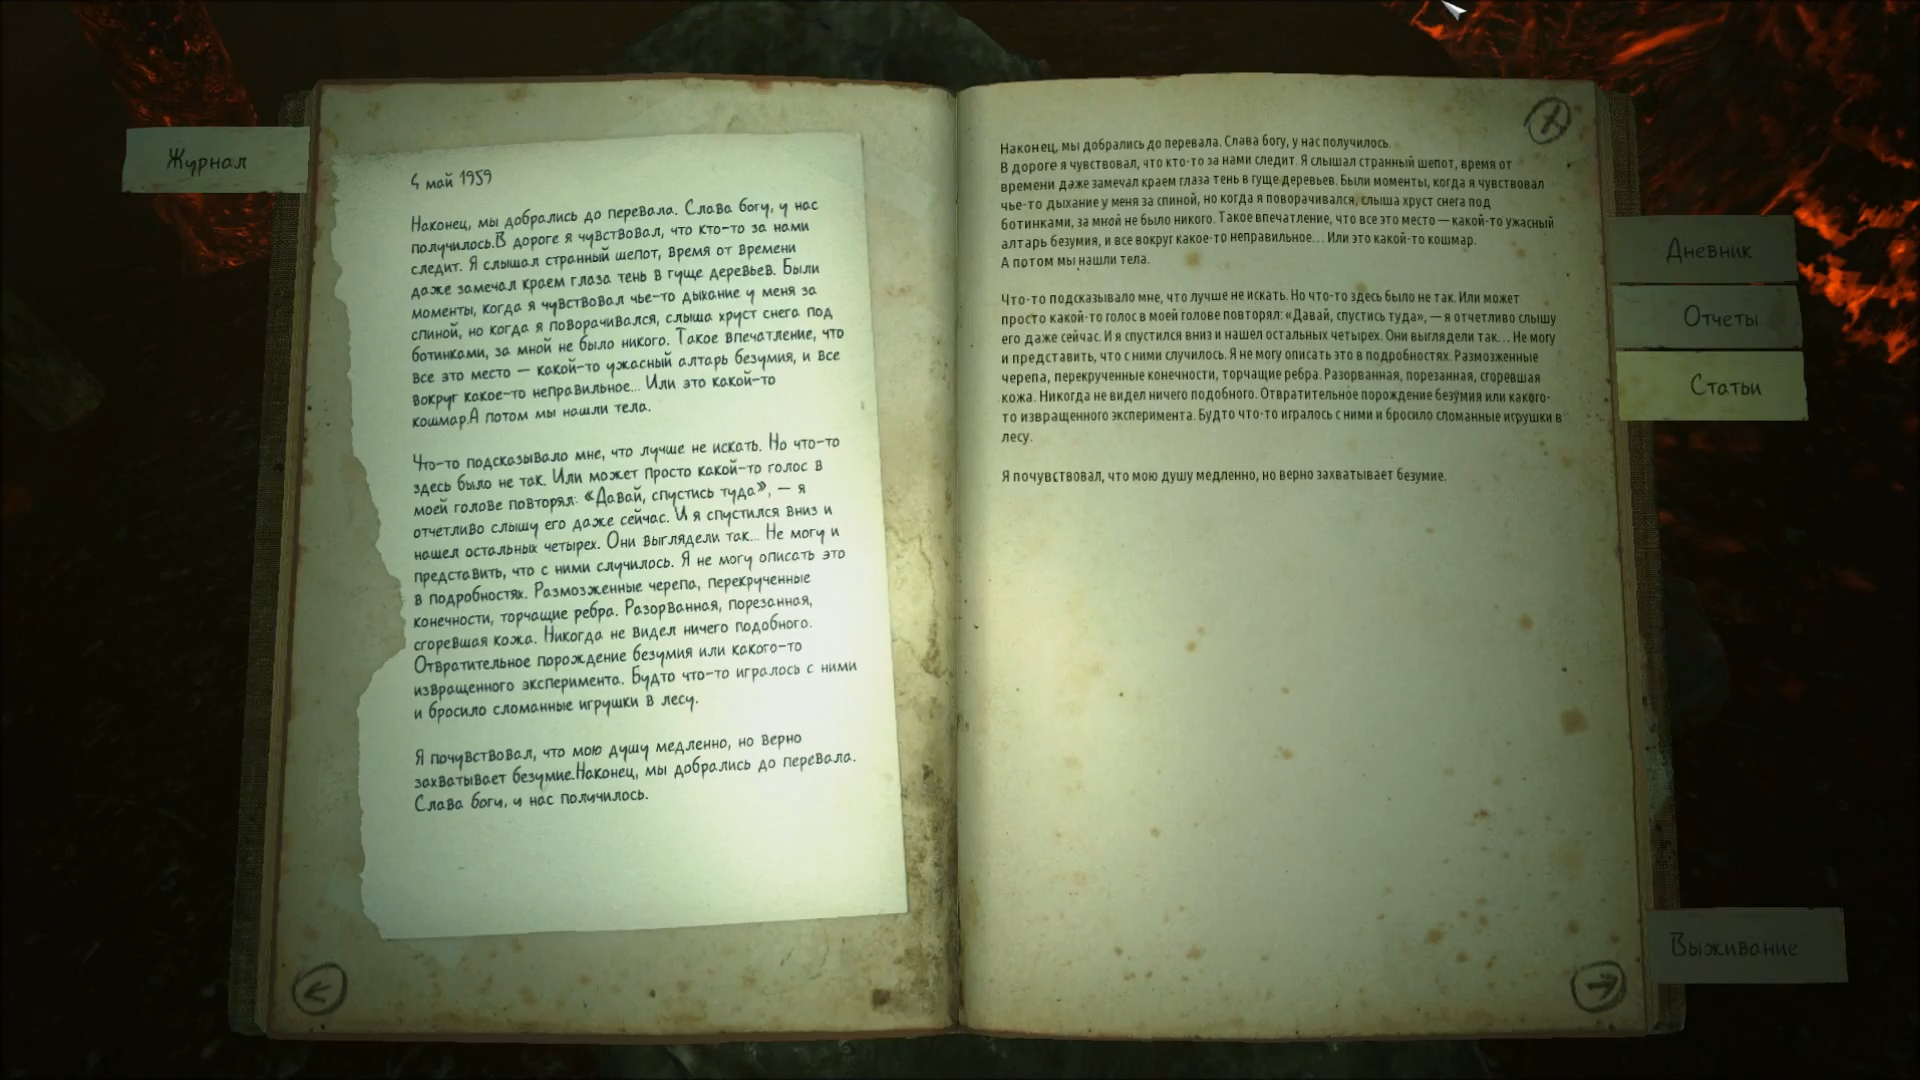 Журнал
4 май 1959
Наконец, мы добрались до перевала. Слава богу, у нас
получилось.В дороге я чувствовал, что кто-то за нами
следит. Я слышал странный шепот, время от времени
даже замечал краем глаза тень в гуще деревьев. Были
моменты, когда я чувствовал чье-то дыхание у меня за
спиной, но когда я поворачивался, слыша хруст снега под
ботинками, за мной не было никого. Такое впечатление, что
все это место — какой-то ужасный алтарь безумия, и все
вокруг какое-то неправильное... Или это какой-то
кошмар.А потом мы нашли тела.
Что-то подсказывало мне, что лучше не искать. Но что-то
здесь было не так. Или может просто какой-то голос в
моей голове повторял: «Давай, спустись туда», — я
отчетливо слышу его даже сейчас. И я спустился вниз и
нашел остальных четырех. Они выглядели так... Не могу и
представить, что с ними случилось. Я не могу описать это
в подробностях. Размозженные черепа, перекрученные
конечности, торчащие ребра. Разорванная, порезанная,
сгоревшая кожа. Никогда не видел ничего подобного.
Отвратительное порождение безумия или какого-то
извращенного эксперимента. Будто что-то игралось с ними
и бросило сломанные игрушки в лесу.
Я почувствовал, что мою душу медленно, но верно
захватывает безумие.Наконец, мы добрались до перевала.
Слава богу, у нас получилось.
Наконец, мы добрались до перевала. Слава богу, у нас получилось.
В дороге я чувствовал, что кто-то за нами следит. Я слышал странный шепот, время от
времени даже замечал краем глаза тень в гуще деревьев. Были моменты, когда я чувствовал
чье-то дыхание у меня за спиной, но когда я поворачивался, слыша хруст снега под
ботинками, за мной не было никого. Такое впечатление, что все это место — какой-то ужасный
алтарь безумия, и все вокруг какое-то неправильное... Или это какой-то кошмар.
А потом мы нашли тела.
Что-то подсказывало мне, что лучше не искать. Но что-то здесь было не так. Или может
просто какой-то голос в моей голове повторял: «Давай, спустись туда», — я отчетливо слышу
его даже сейчас. И я спустился вниз и нашел остальных четырех. Они выглядели так... Не могу
и представить, что с ними случилось. Я не могу описать это в подробностях. Размозженные
черепа, перекрученные конечности, торчащие ребра. Разорванная, порезанная, сгоревшая
кожа. Никогда не видел ничего подобного. Отвратительное порождение безумия или какого-
то извращенного эксперимента. Будто что-то игралось с ними и бросило сломанные игрушки в
лесу.
Я почувствовал, что мою душу медленно, но верно захватывает безумие.
Дневник
Отчеты
Статьи
Выживание